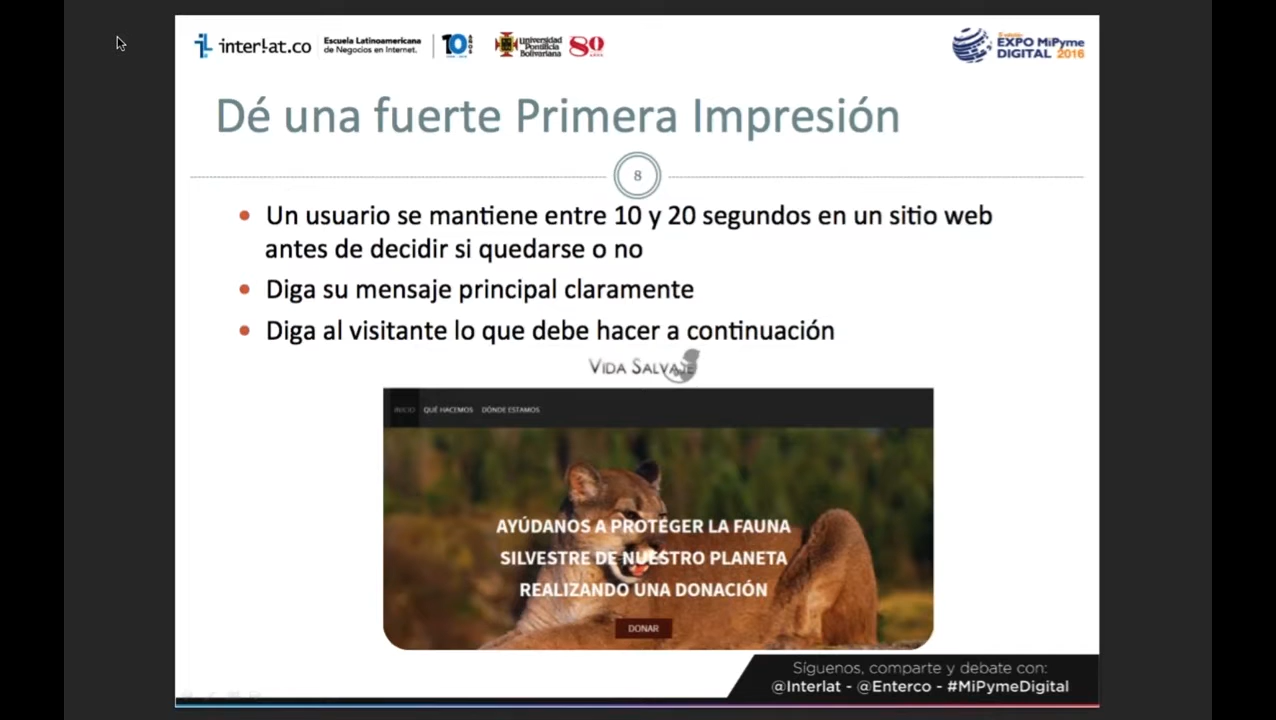 inter!at.co
Escuela Latinoamericana
de Negocios en Internet.
10 AÑOS
Universidad
Pontificia
Bolivariana
80
AÑOS
EXPO MiPyme
DIGITAL 2016
Dé una fuerte Primera Impresión
8
• Un usuario se mantiene entre 10 y 20 segundos en un sitio web
antes de decidir si quedarse o no
• Diga su mensaje principal claramente
• Diga al visitante lo que debe hacer a continuación
VIDA SALVAJE
INICIO QUÉ HACEMOS DÓNDE ESTAMOS
AYÚDANOS A PROTEGER LA FAUNA
SILVESTRE DE NUESTRO PLANETA
REALIZANDO UNA DONACIÓN
DONAR
Síguenos, comparte y debate con:
@Interlat - @Enterco - #MiPymeDigital